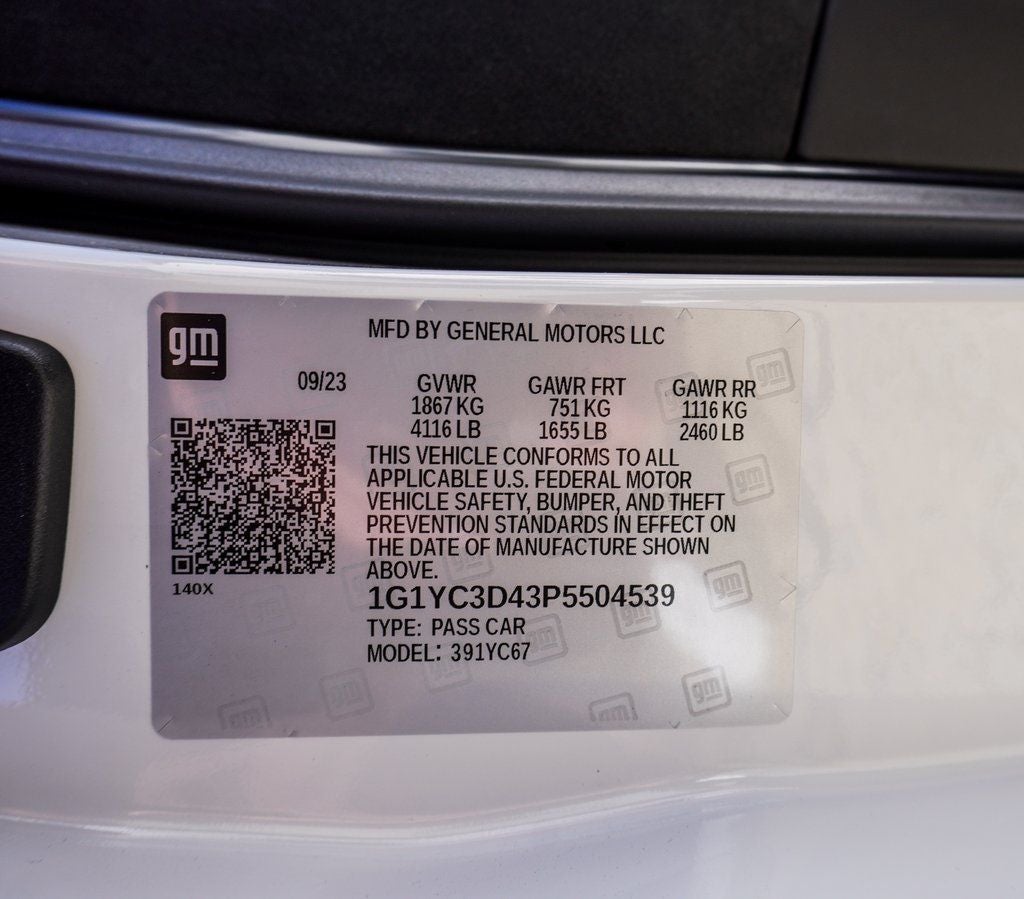 gm
MFD BY GENERAL MOTORS LLC
09/23 GVWR GAWR FRT GAWR RR
1867 KG 751 KG 1116 KG
4116 LB 1655 LB 2460 LB
THIS VEHICLE CONFORMS TO ALL
APPLICABLE U.S. FEDERAL MOTOR
VEHICLE SAFETY, BUMPER, AND THEFT
PREVENTION STANDARDS IN EFFECT ON
THE DATE OF MANUFACTURE SHOWN
ABOVE.
140X
1G1YC3D43P5504539
TYPE: PASS CAR
MODEL: 391YC67